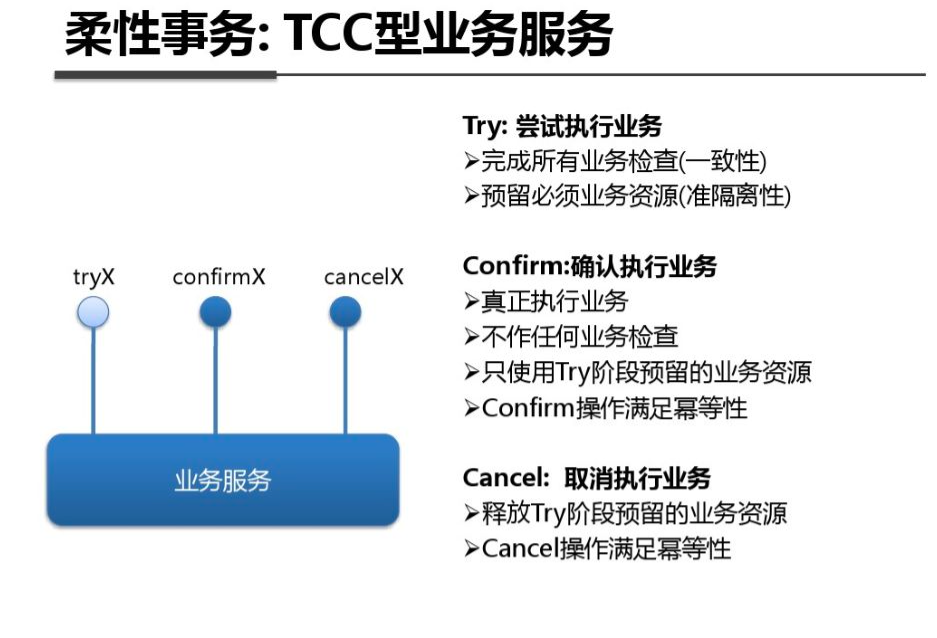 柔性事务: TCC型业务服务
Try: 尝试执行业务
➢完成所有业务检查(一致性)
➢预留必须业务资源(准隔离性)
Confirm:确认执行业务
➢真正执行业务
➢不作任何业务检查
➢只使用Try阶段预留的业务资源
➢Confirm操作满足幂等性
Cancel: 取消执行业务
➢释放Try阶段预留的业务资源
➢Cancel操作满足幂等性
tryX confirmX cancelX
业务服务